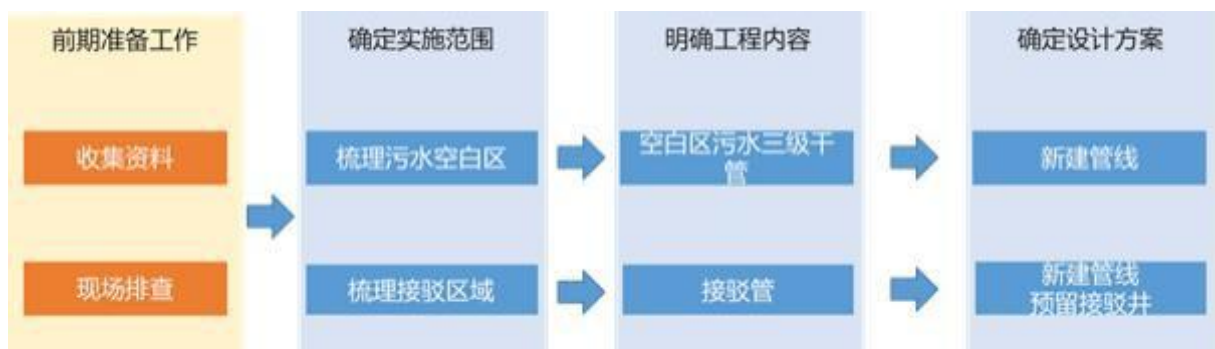 前期准备工作
收集资料
现场排查
确定实施范围
梳理污水空白区
梳理接驳区域
明确工程内容
空白区污水三级干
管
接驳管
确定设计方案
新建管线
新建管线
预留接驳井